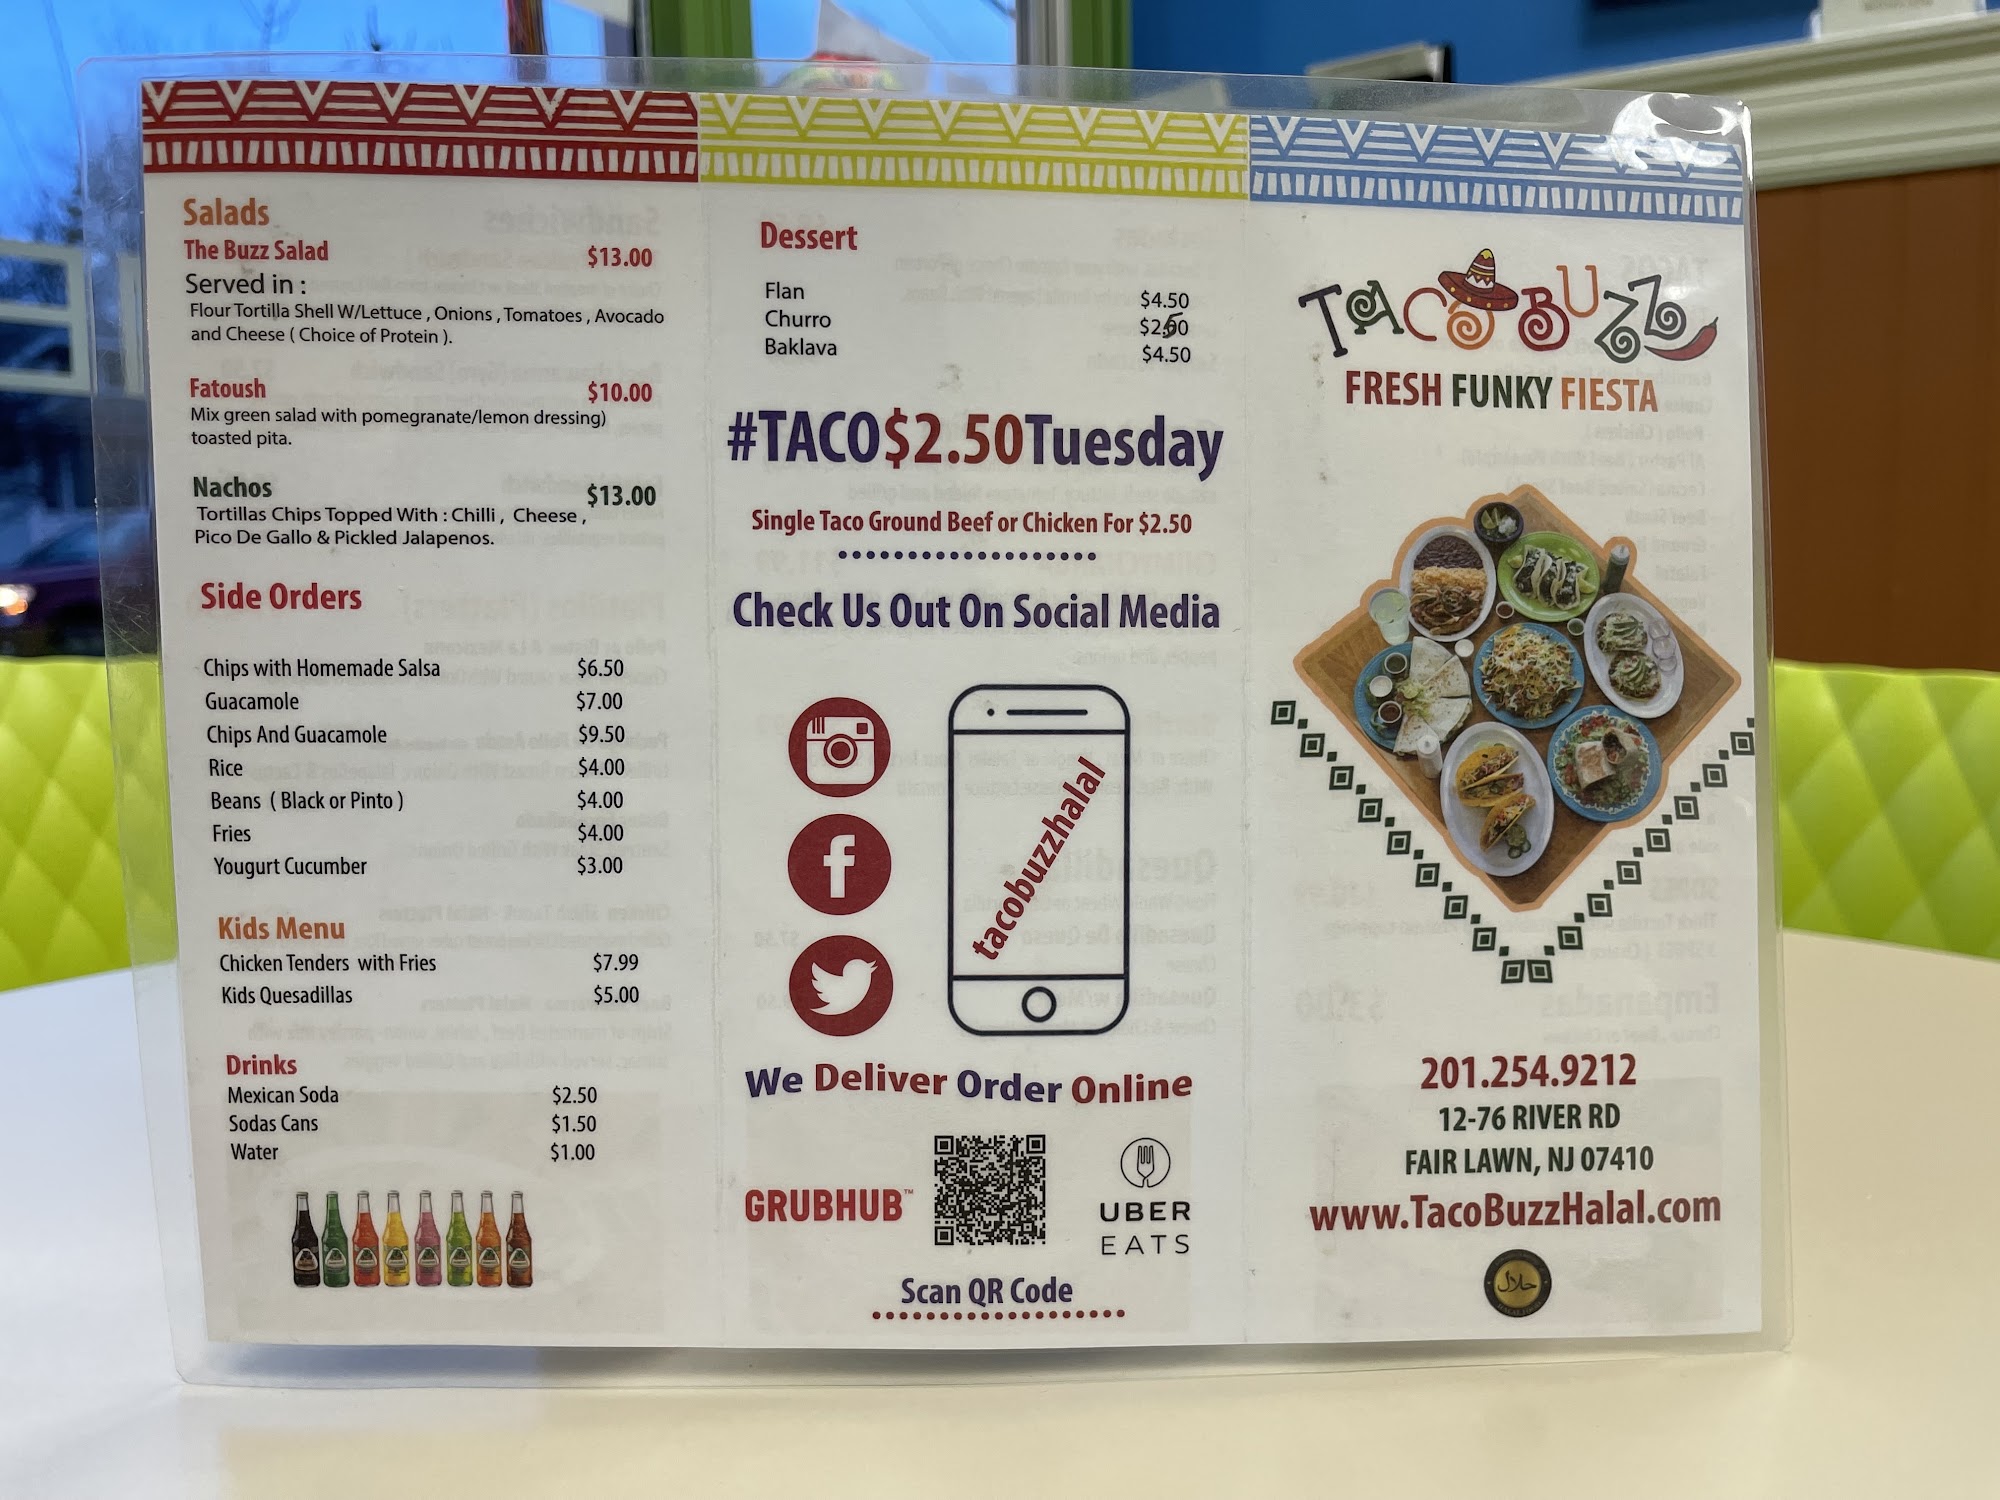 Salads
The Buzz Salad $13.00
Served in :
Flour Tortilla Shell W/Lettuce , Onions , Tomatoes , Avocado
and Cheese ( Choice of Protein ).
Fatoush $10.00
Mix green salad with pomegranate/lemon dressing)
toasted pita.
Nachos $13.00
Tortillas Chips Topped With : Chilli , Cheese ,
Pico De Gallo & Pickled Jalapenos.
Side Orders
Chips with Homemade Salsa $6.50
Guacamole $7.00
Chips And Guacamole $9.50
Rice $4.00
Beans ( Black or Pinto ) $4.00
Fries $4.00
Yougurt Cucumber $3.00
Kids Menu
Chicken Tenders with Fries $7.99
Kids Quesadillas $5.00
Drinks
Mexican Soda $2.50
Sodas Cans $1.50
Water $1.00
Dessert
Flan $4.50
Churro $2.50
Baklava $4.50
#TACO$2.50Tuesday
Single Taco Ground Beef or Chicken For $2.50
Check Us Out On Social Media
tacobuzzhalal
We Deliver Order Online
GRUBHUB™
UBER
EATS
Scan QR Code
TACO BUZZ
FRESH FUNKY FIESTA
201.254.9212
12-76 RIVER RD
FAIR LAWN, NJ 07410
www.TacoBuzzHalal.com
حلال